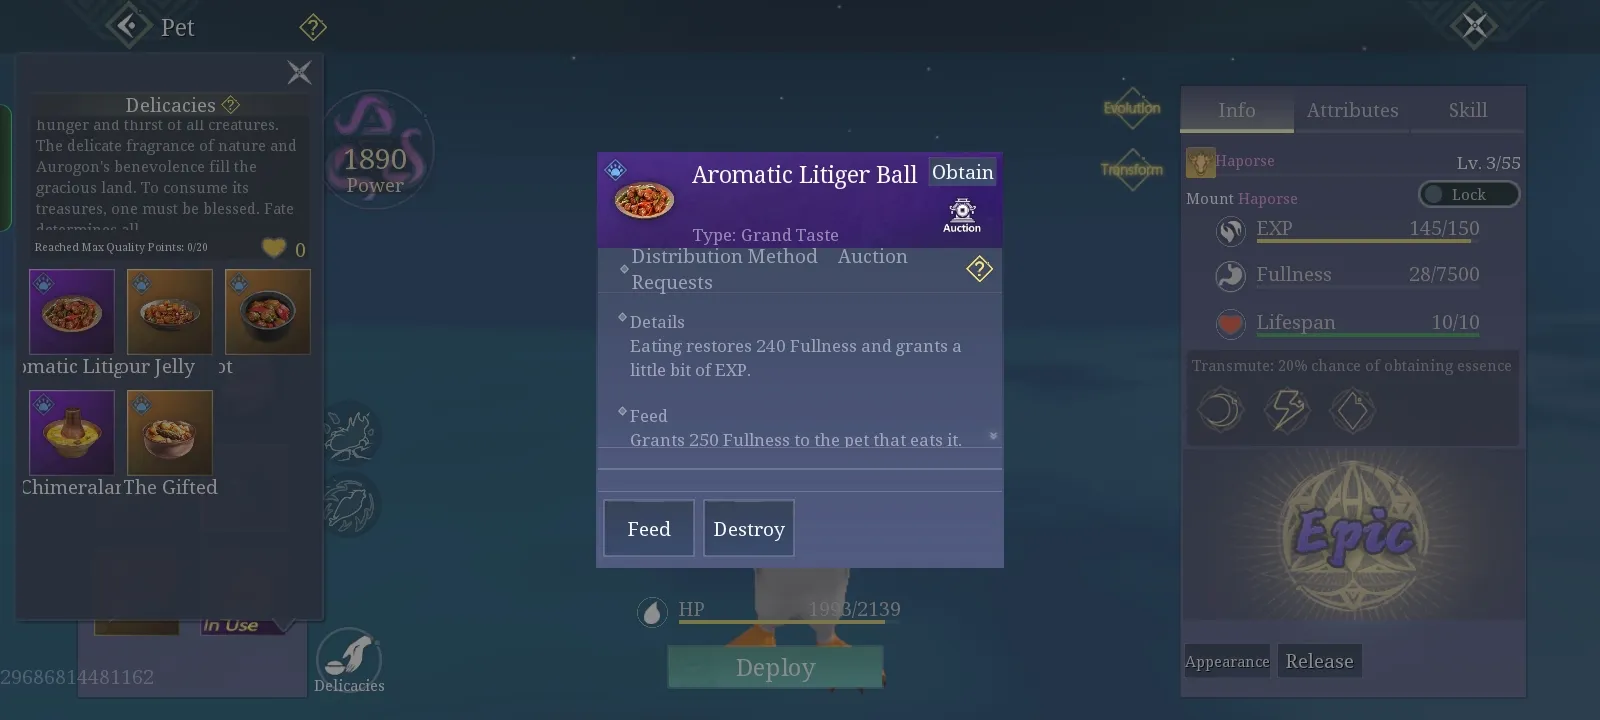 Pet
Delicacies
hunger and thirst of all creatures.
The delicate fragrance of nature and
Aurogon's benevolence fill the
gracious land. To consume its
treasures, one must be blessed. Fate
determines all
Reached Max Quality Points: 0/20
0
omatic Litig
our Jelly
ot
Chimeralar
The Gifted
In Use
29686814481162
Delicacies
1890
Power
Aromatic Litiger Ball
Obtain
Auction
Type: Grand Taste
Distribution Method Auction
Requests
Details
Eating restores 240 Fullness and grants a
little bit of EXP.
Feed
Grants 250 Fullness to the pet that eats it.
Feed
Destroy
HP 1993/2139
Deploy
Evolution
Transform
Info
Attributes
Skill
Haporse
Lv. 3/55
Mount Haporse
Lock
EXP 145/150
Fullness 28/7500
Lifespan 10/10
Transmute: 20% chance of obtaining essence
Epic
Appearance
Release